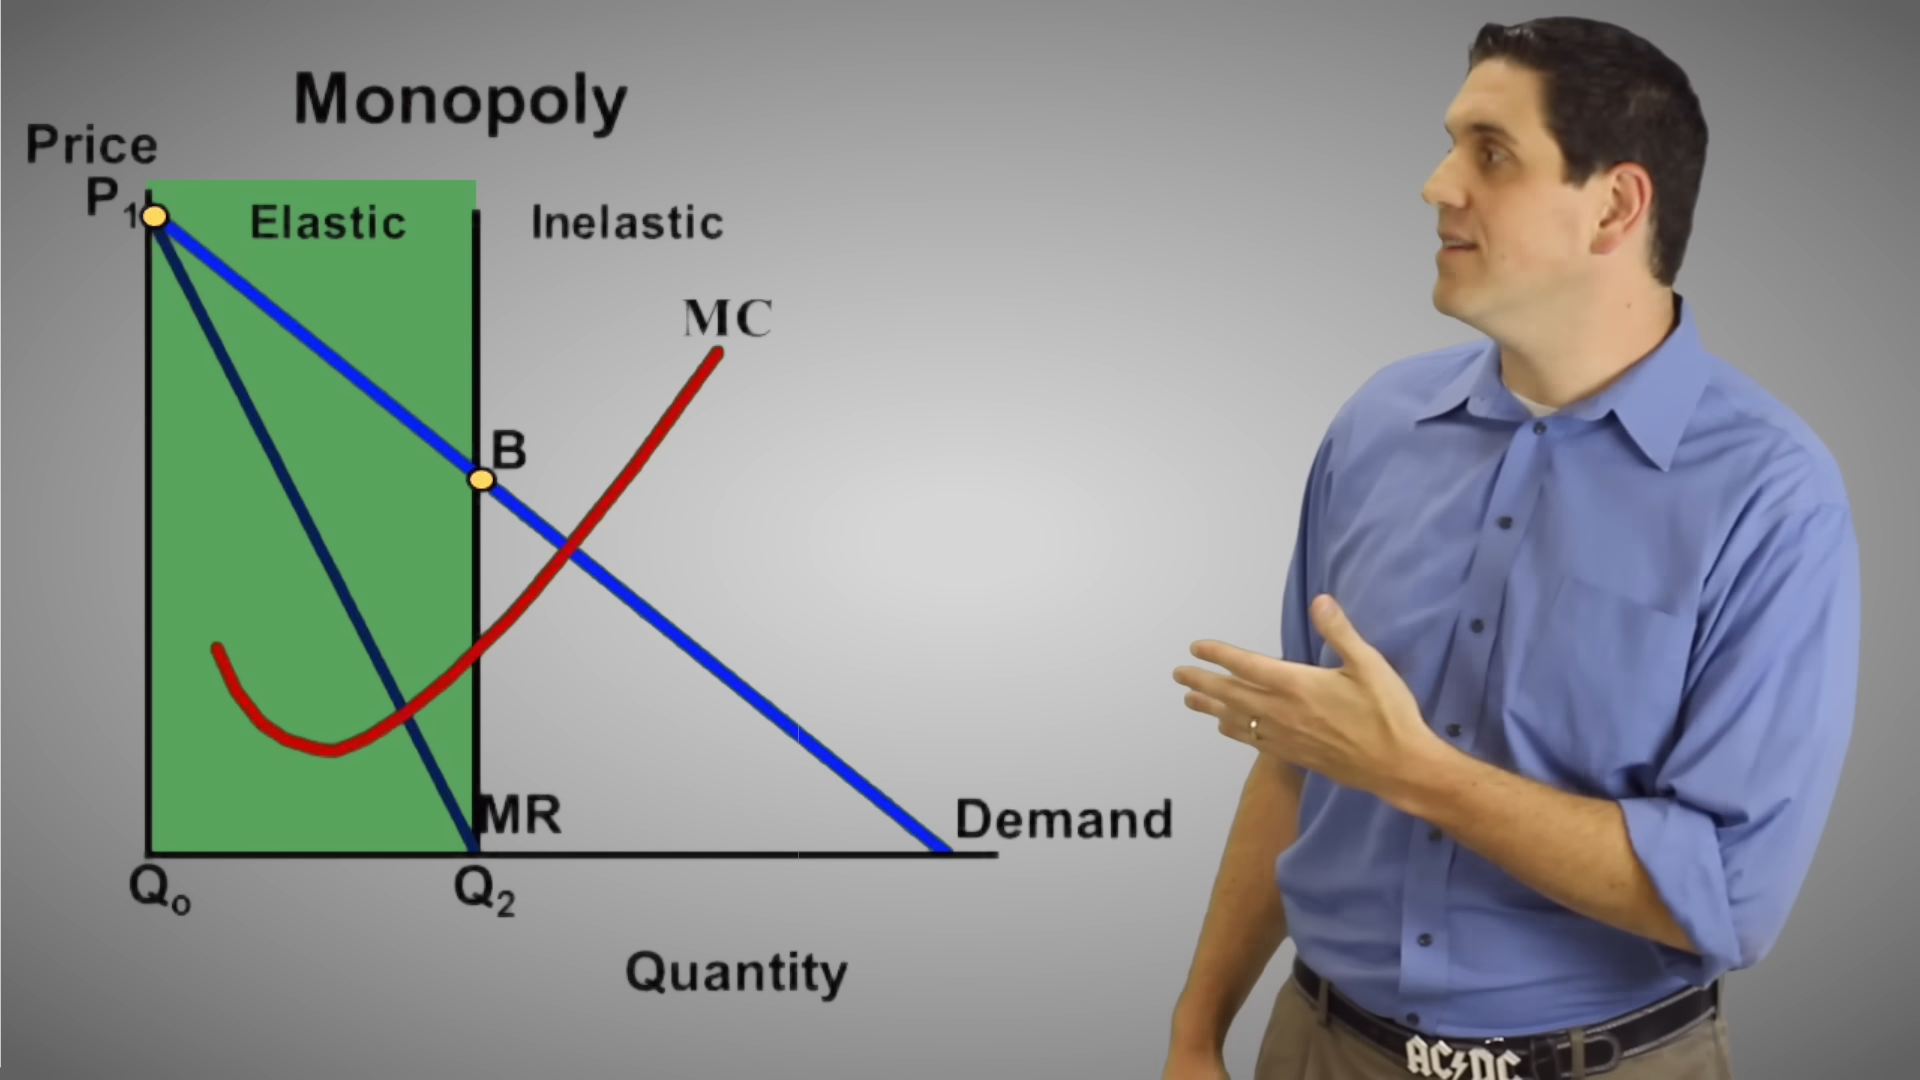 Monopoly
Price
P1
Elastic
Inelastic
MC
B
MR
Demand
Qo
Q2
Quantity
AC⚡DC